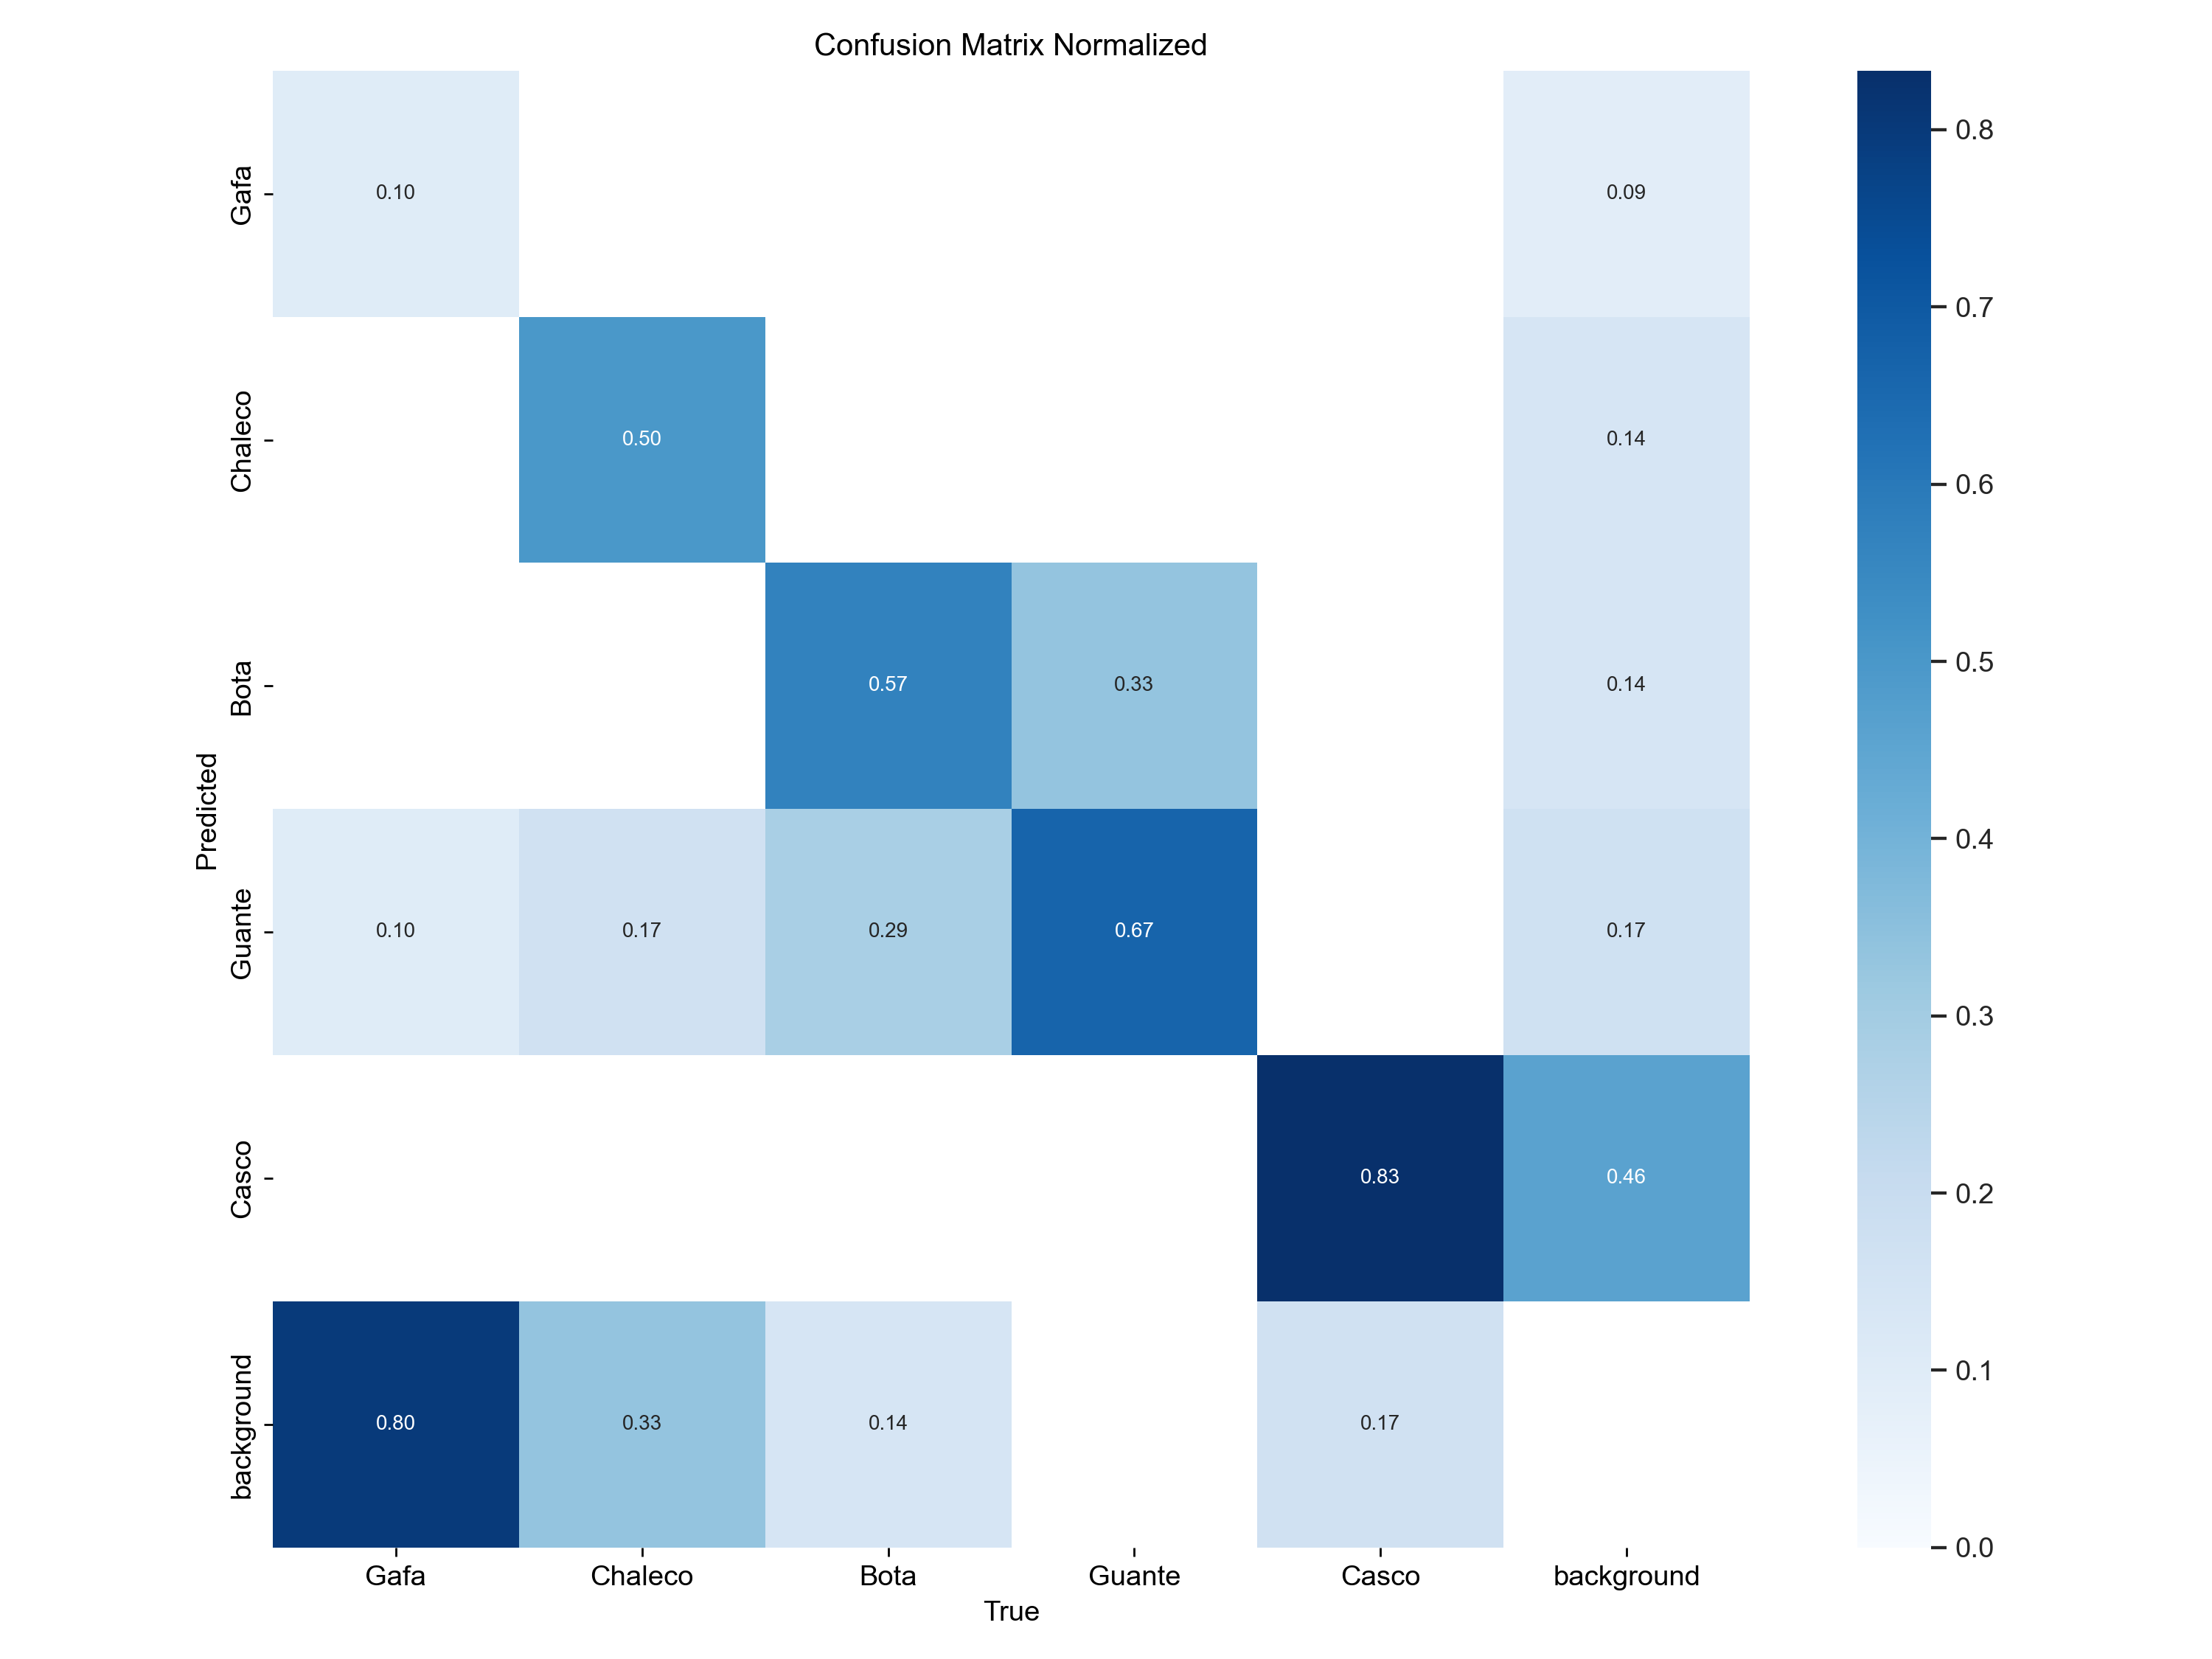 Confusion Matrix Normalized
Gafa
0.10
0.09
Chaleco
0.50
0.14
Bota
0.57
0.33
0.14
Guante
0.10
0.17
0.29
0.67
0.17
Casco
0.83
0.46
background
0.80
0.33
0.14
0.17
Predicted
Gafa
Chaleco
Bota
Guante
Casco
background
True
0.8
0.7
0.6
0.5
0.4
0.3
0.2
0.1
0.0